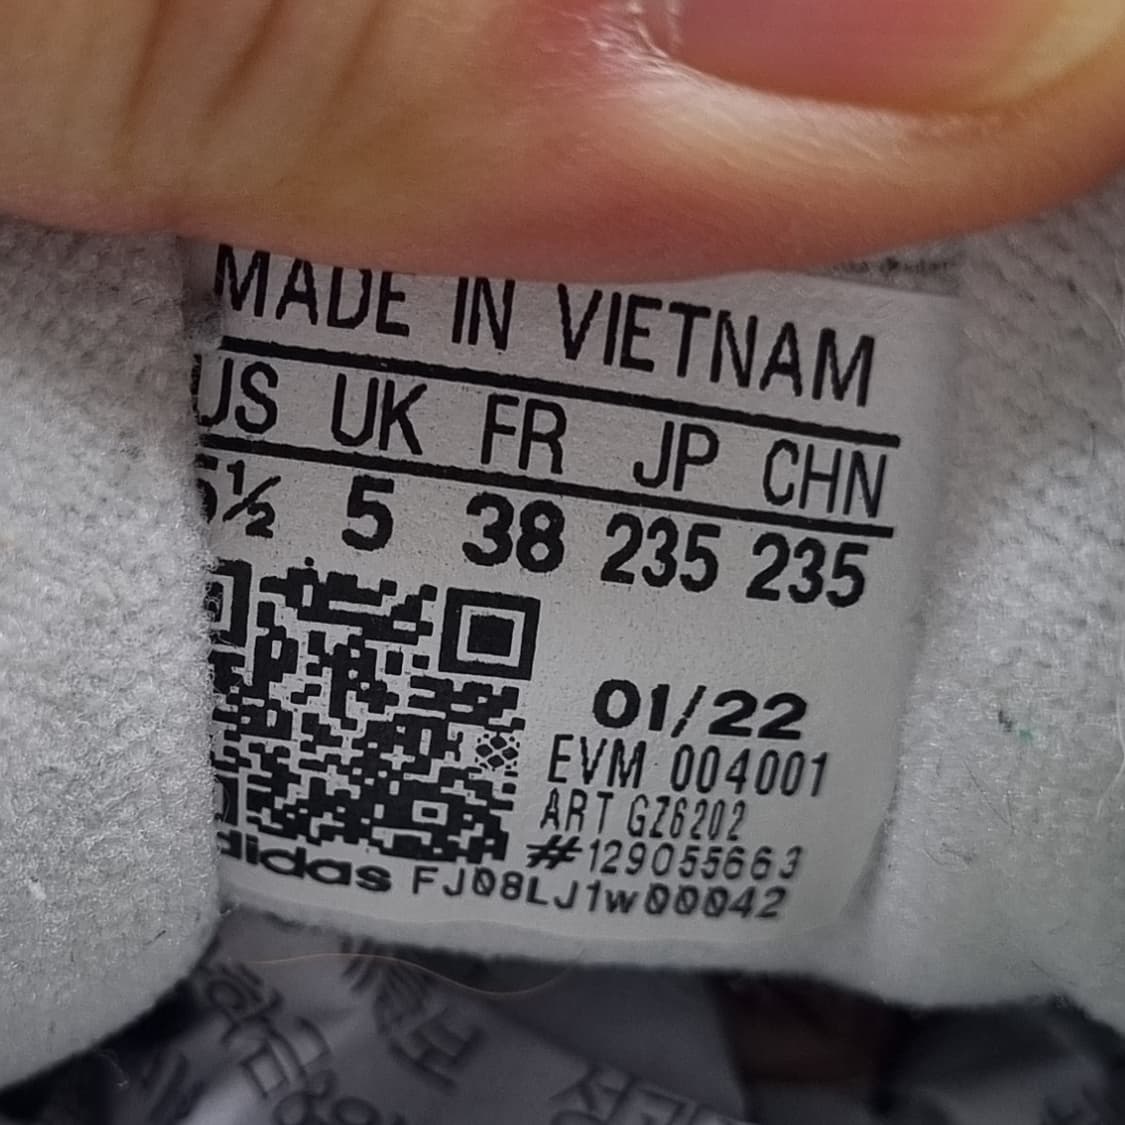 MADE IN VIETNAM
US UK FR JP CHN
5½ 5 38 235 235
01/22
EVM 004001
ART GZ6202
#129055663
adidas FJ08LJ1W00042